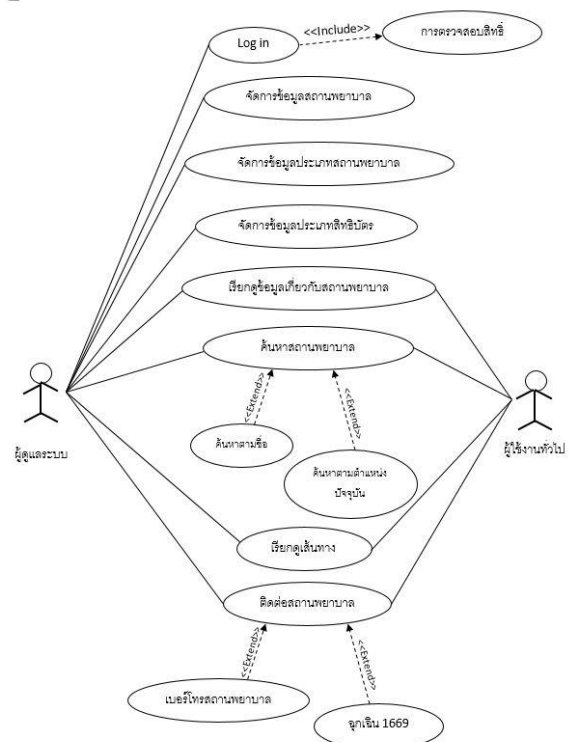 Log in
<<Include>>
การตรวจสอบสิทธิ์
จัดการข้อมูลสถานพยาบาล
จัดการข้อมูลประเภทสถานพยาบาล
จัดการข้อมูลประเภทสิทธิบัตร
เรียกดูข้อมูลเกี่ยวกับสถานพยาบาล
ค้นหาสถานพยาบาล
<<Extend>>
<<Extend>>
ค้นหาตามชื่อ
ค้นหาตามตำแหน่ง
ปัจจุบัน
ผู้ดูแลระบบ
ผู้ใช้งานทั่วไป
เรียกดูเส้นทาง
ติดต่อสถานพยาบาล
<<Extend>>
<<Extend>>
เบอร์โทรสถานพยาบาล
ฉุกเฉิน 1669